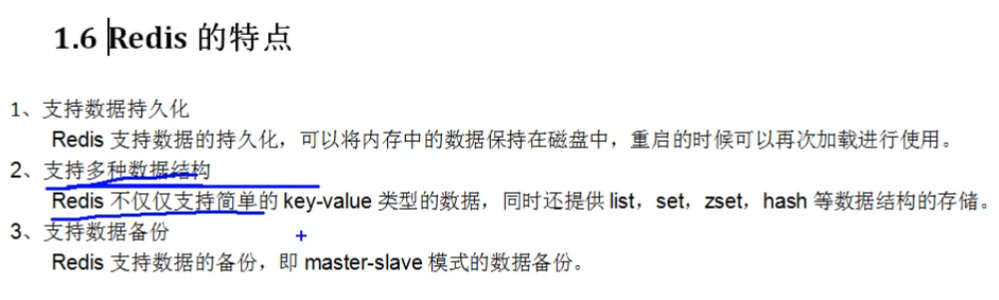 1.6 Redis 的特点
1、支持数据持久化
Redis 支持数据的持久化，可以将内存中的数据保持在磁盘中，重启的时候可以再次加载进行使用。
2、支持多种数据结构
Redis 不仅仅支持简单的 key-value 类型的数据，同时还提供 list，set，zset，hash 等数据结构的存储。
3、支持数据备份
Redis 支持数据的备份，即 master-slave 模式的数据备份。